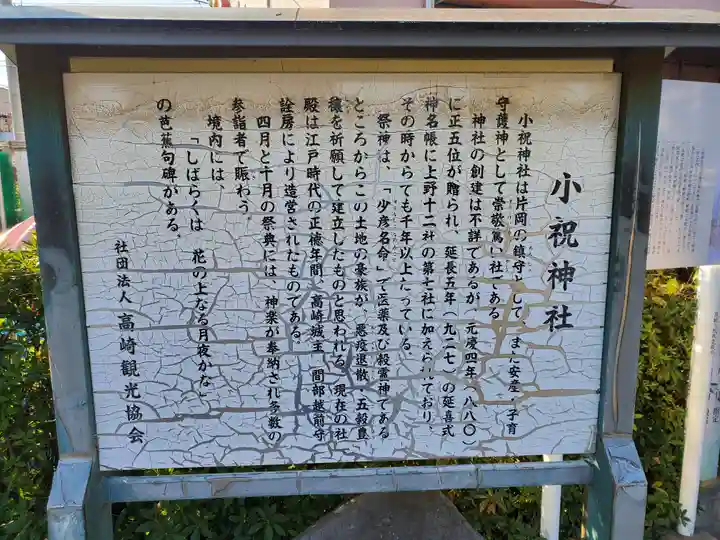 小祝神社
小祝神社は片岡の鎮守として、また安産・子育
守護神として崇敬篤い社である
神社の創建は不詳であるが、元慶四年(八八〇)
に正五位が贈られ、延長五年(九二七)の延喜式
神名帳に上野十二社の第七社に加えられており、
その時からでも千年以上たっている。
祭神は、「少彦名命」で医薬及び穀霊神である
ところからこの土地の豪族が、悪疫退散、五穀豊
穣を祈願して建立したものと思われる。現在の社
殿は江戸時代の正徳年間、高崎城主 間部越前守
詮房により造営されたものである。
四月と十月の祭典には、神楽が奉納され多数の
参詣者で賑わう。
境内には、
「しばらくは 花の上なる月夜かな」
の芭蕉句碑がある。
社団法人 高崎観光協会